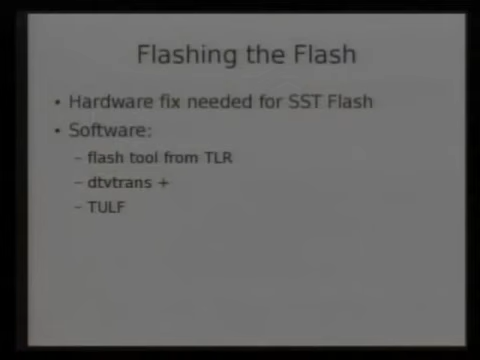 Flashing the Flash
• Hardware fix needed for SST Flash
• Software:
– flash tool from TLR
– dtvtrans +
– TULF